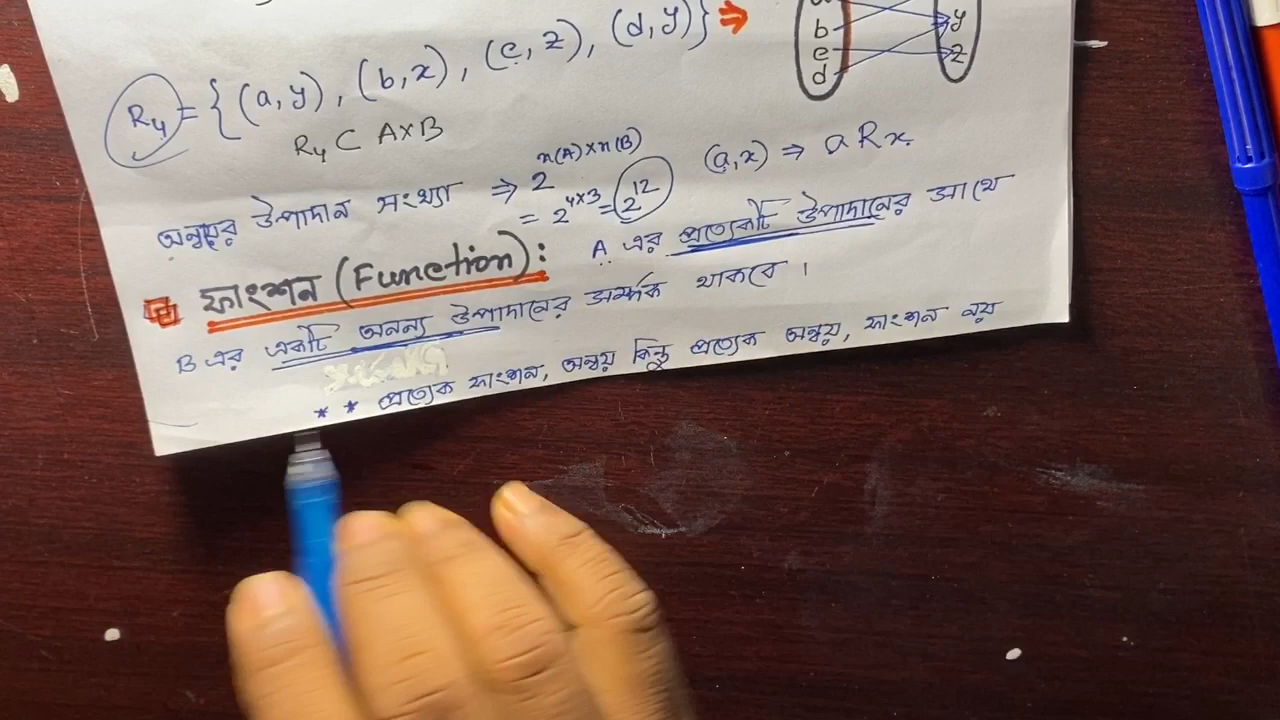 R₄ = {(a, y), (b, x), (c, z), (d, y)} ⇒
b
c
d
y
z
R₄ ⊂ A×B
অন্বয়ের উপাদান সংখ্যা ⇒ 2^{n(A)×n(B)} (a,x) ⇒ a R x.
= 2^{4×3} = 2^{12}
ফাংশন (Function): A এর প্রত্যেকটি উপাদানের সাথে
B এর একটি অনন্য উপাদানের সম্পর্ক থাকবে ।
* * প্রত্যেক ফাংশন, অন্বয় কিন্তু প্রত্যেক অন্বয়, ফাংশন নয়